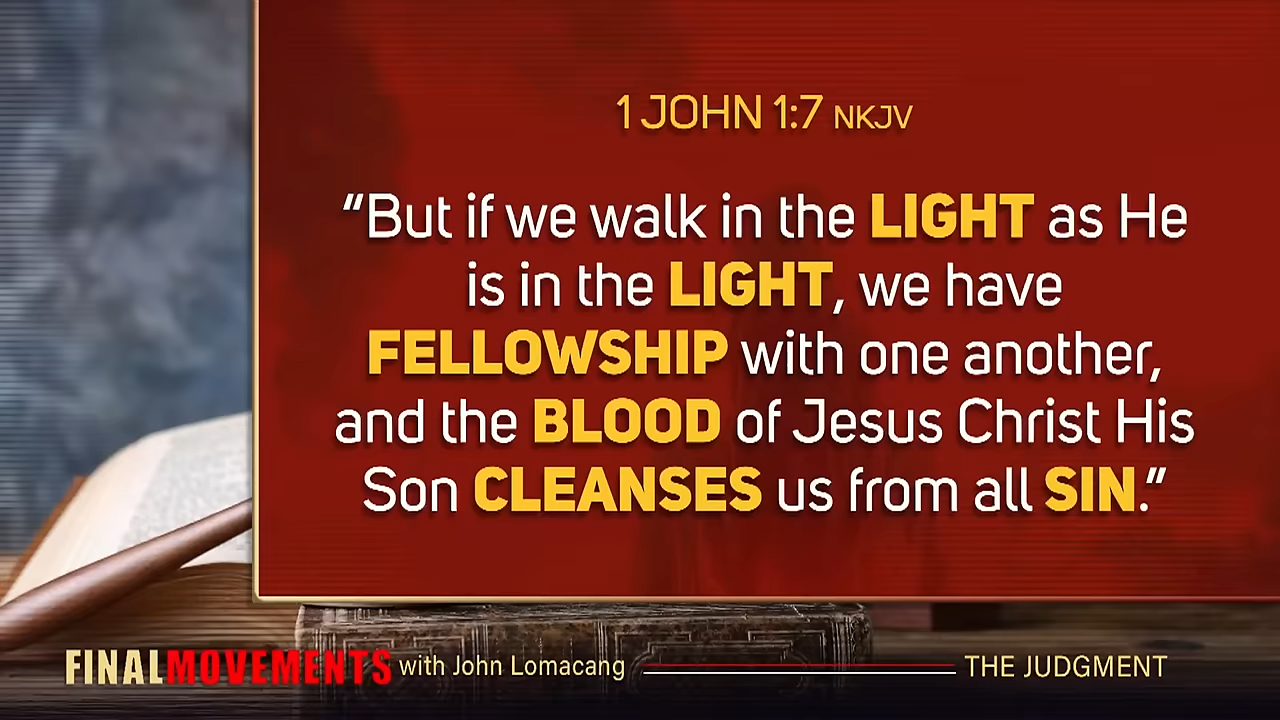 1 JOHN 1:7 NKJV
“But if we walk in the LIGHT as He
is in the LIGHT, we have
FELLOWSHIP with one another,
and the BLOOD of Jesus Christ His
Son CLEANSES us from all SIN.”
FINALMOVEMENTS with John Lomacang THE JUDGMENT